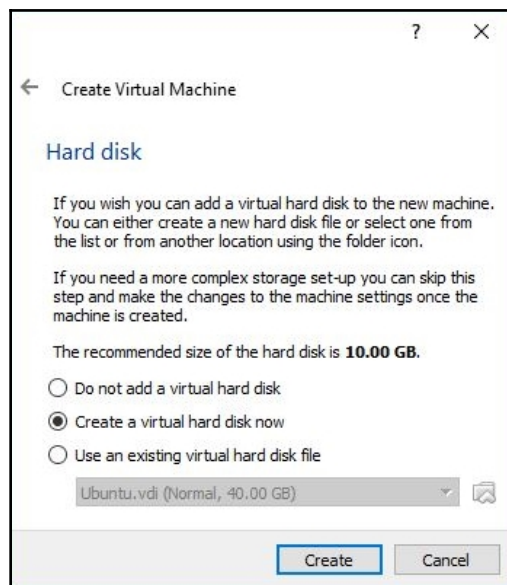 ?
Create Virtual Machine
Hard disk
If you wish you can add a virtual hard disk to the new machine.
You can either create a new hard disk file or select one from
the list or from another location using the folder icon.
If you need a more complex storage set-up you can skip this
step and make the changes to the machine settings once the
machine is created.
The recommended size of the hard disk is 10.00 GB.
Do not add a virtual hard disk
Create a virtual hard disk now
Use an existing virtual hard disk file
Ubuntu.vdi (Normal, 40.00 GB)
Create Cancel